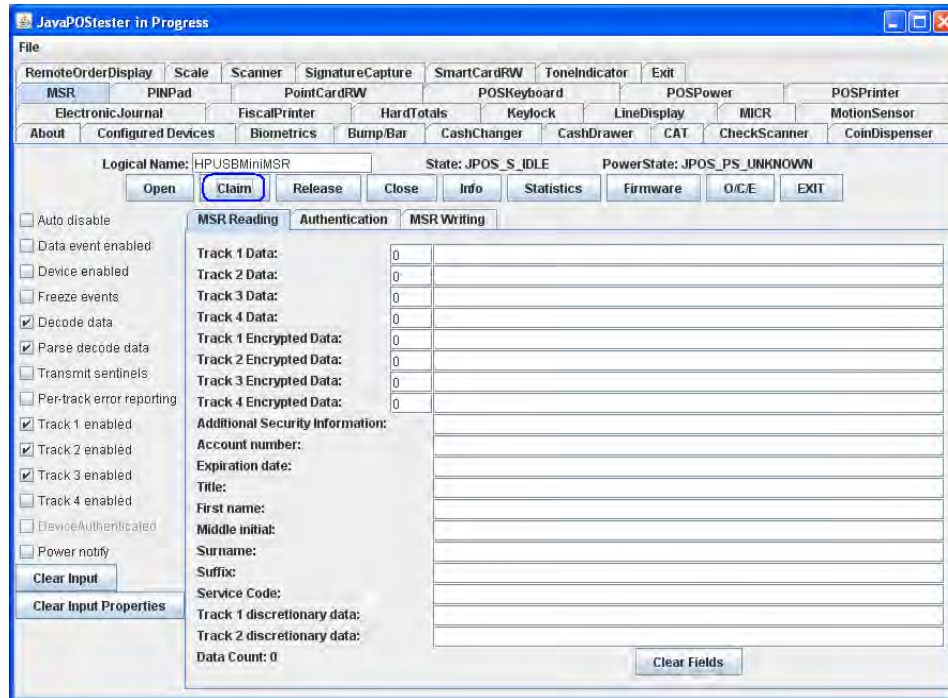 JavaPOStester in Progress
File
RemoteOrderDisplay Scale Scanner SignatureCapture SmartCardRW ToneIndicator Exit
MSR PINPad PointCardRW POSKeyboard POSPower POSPrinter
ElectronicJournal FiscalPrinter HardTotals Keylock LineDisplay MICR MotionSensor
About Configured Devices Biometrics Bump/Bar CashChanger CashDrawer CAT CheckScanner CoinDispenser
Logical Name: HPUSBMiniMSR State: JPOS_S_IDLE PowerState: JPOS_PS_UNKNOWN
Open Claim Release Close Info Statistics Firmware O/C/E EXIT
Auto disable
Data event enabled
Device enabled
Freeze events
Decode data
Parse decode data
Transmit sentinels
Per-track error reporting
Track 1 enabled
Track 2 enabled
Track 3 enabled
Track 4 enabled
DeviceAuthenticated
Power notify
Clear Input
Clear Input Properties
MSR Reading Authentication MSR Writing
Track 1 Data: 0
Track 2 Data: 0
Track 3 Data: 0
Track 4 Data: 0
Track 1 Encrypted Data: 0
Track 2 Encrypted Data: 0
Track 3 Encrypted Data: 0
Track 4 Encrypted Data: 0
Additional Security Information:
Account number:
Expiration date:
Title:
First name:
Middle initial:
Surname:
Suffix:
Service Code:
Track 1 discretionary data:
Track 2 discretionary data:
Data Count: 0
Clear Fields